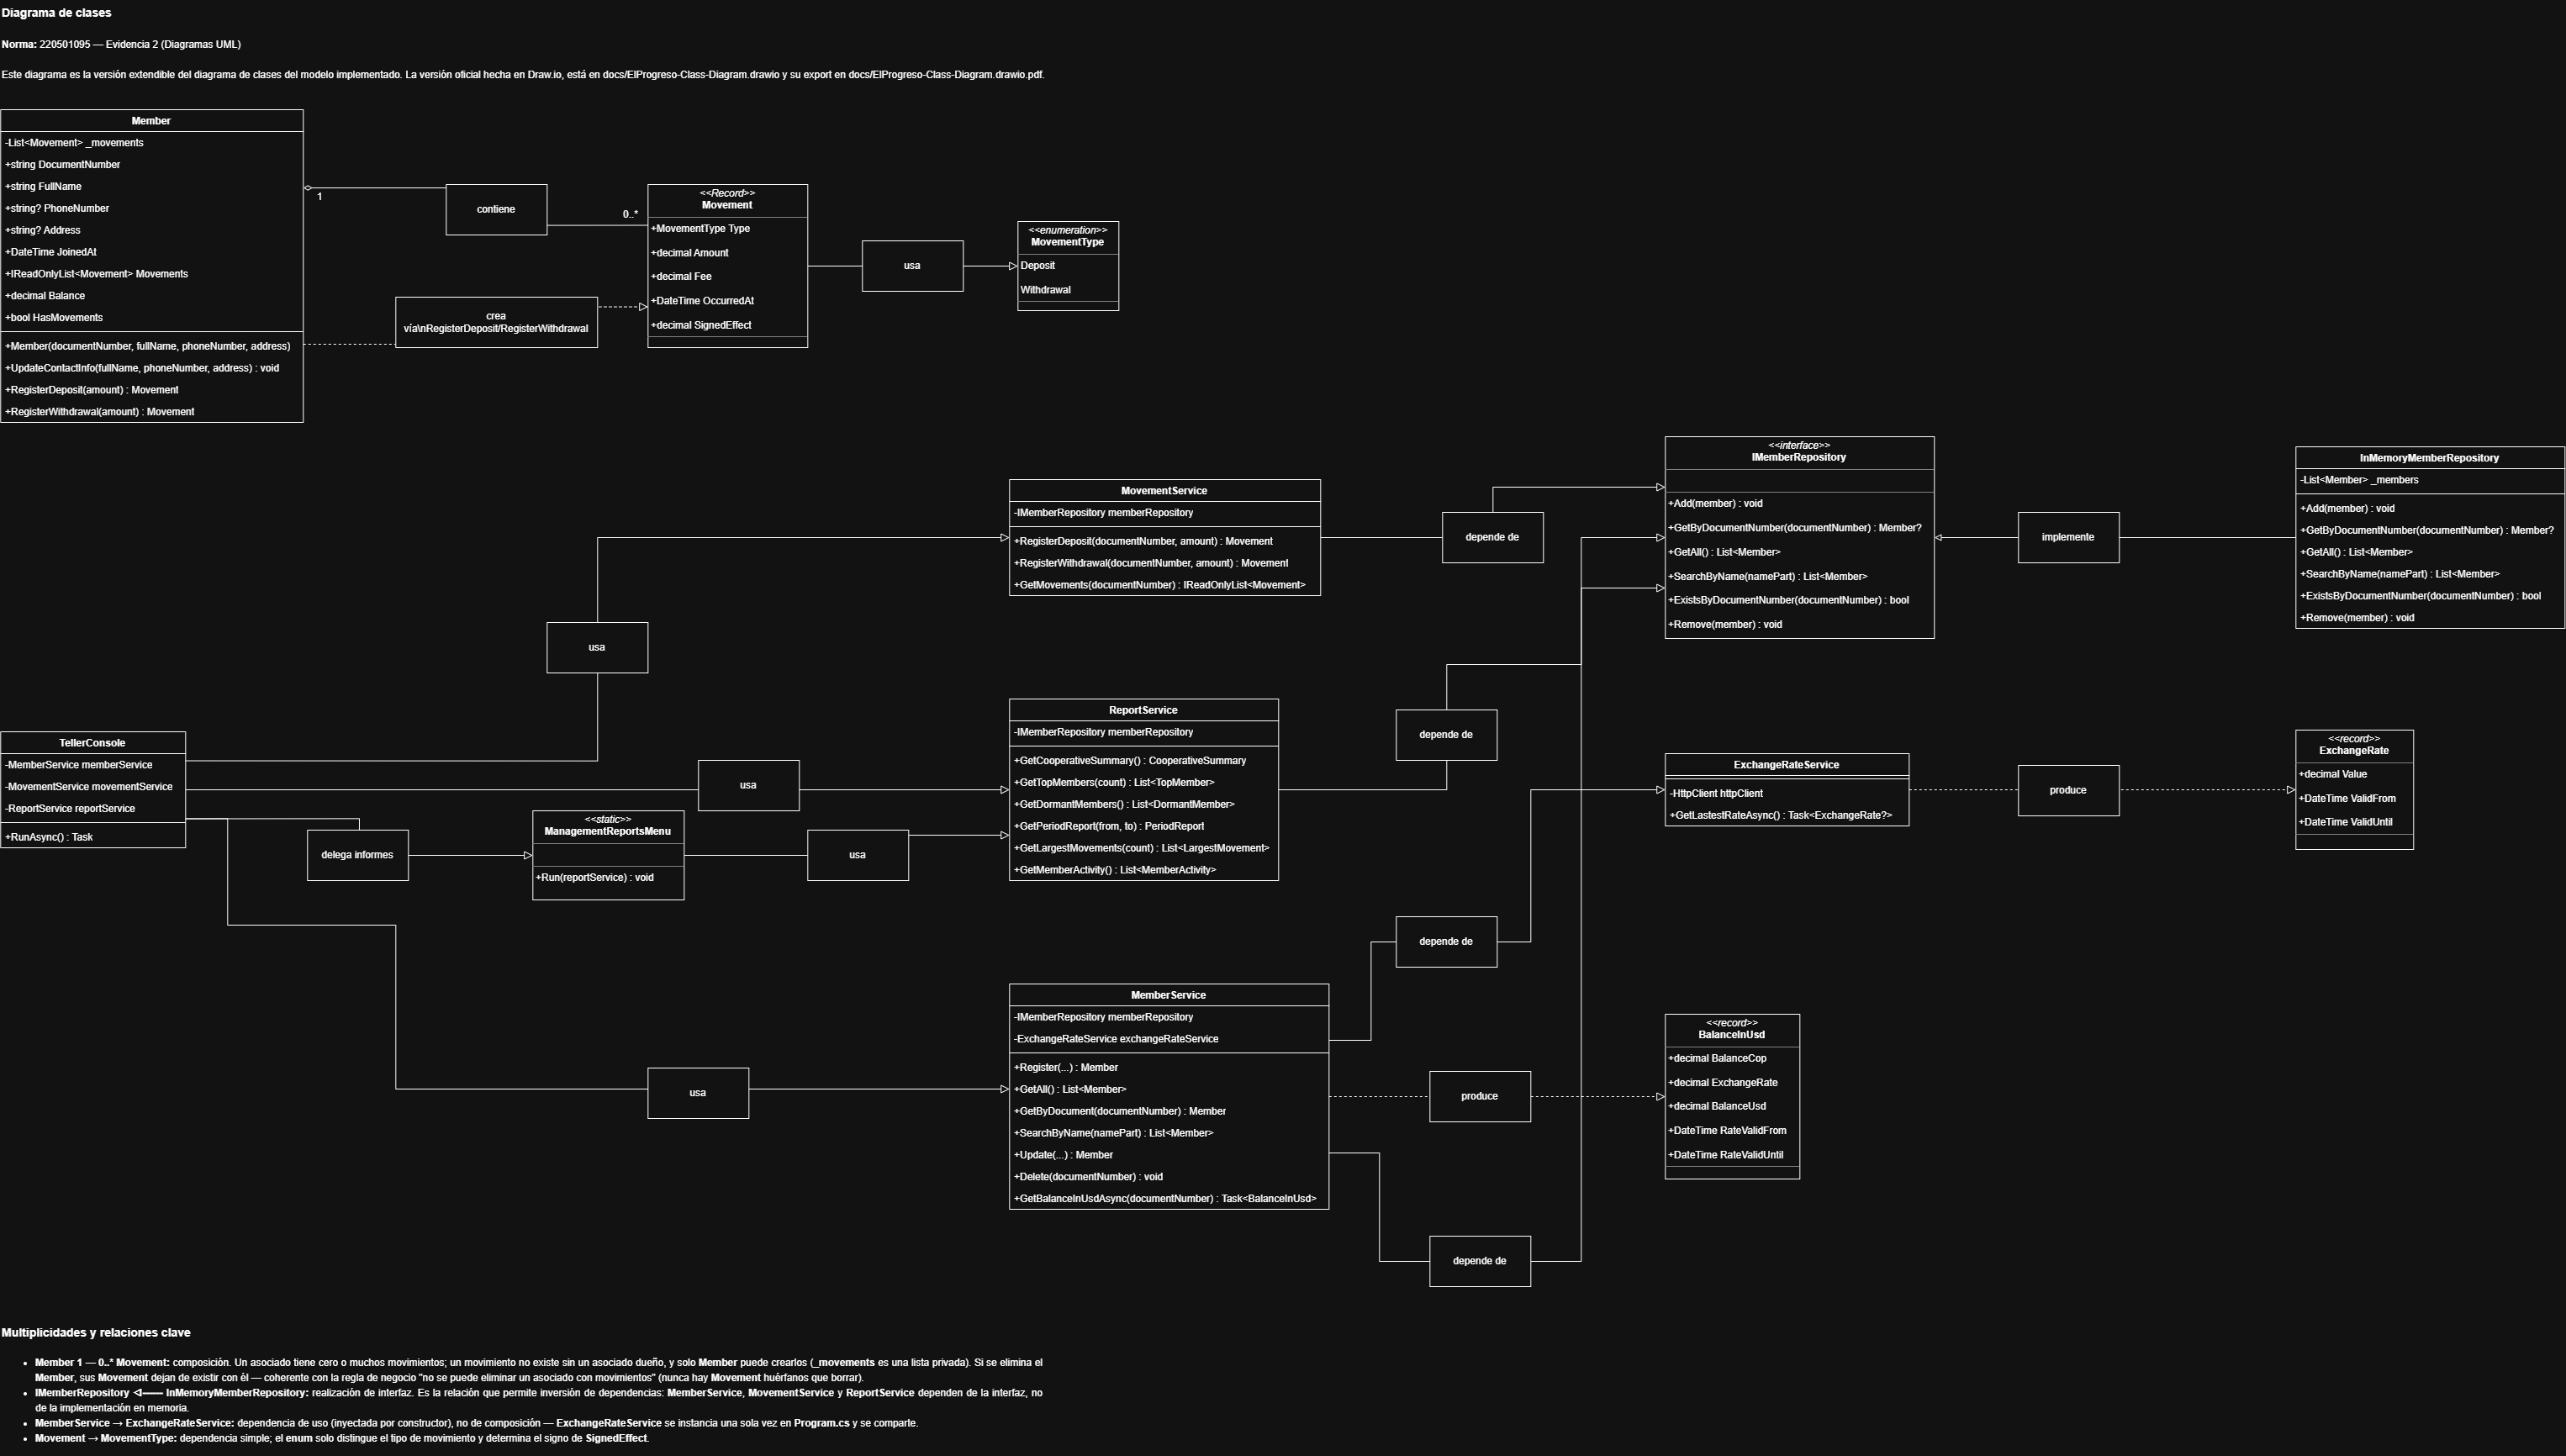 Diagrama de clases
Norma: 220501095 — Evidencia 2 (Diagramas UML)
Este diagrama es la versión extendible del diagrama de clases del modelo implementado. La versión oficial hecha en Draw.io, está en docs/ElProgreso-Class-Diagram.drawio y su export en docs/ElProgreso-Class-Diagram.drawio.pdf.
Member
-List<Movement> _movements
+string DocumentNumber
+string FullName
+string? PhoneNumber
+string? Address
+DateTime JoinedAt
+IReadOnlyList<Movement> Movements
+decimal Balance
+bool HasMovements
+Member(documentNumber, fullName, phoneNumber, address)
+UpdateContactInfo(fullName, phoneNumber, address) : void
+RegisterDeposit(amount) : Movement
+RegisterWithdrawal(amount) : Movement
1
contiene
0..*
crea
vía\nRegisterDeposit/RegisterWithdrawal
<<Record>>
Movement
+MovementType Type
+decimal Amount
+decimal Fee
+DateTime OccurredAt
+decimal SignedEffect
usa
<<enumeration>>
MovementType
Deposit
Withdrawal
MovementService
-IMemberRepository memberRepository
+RegisterDeposit(documentNumber, amount) : Movement
+RegisterWithdrawal(documentNumber, amount) : Movement
+GetMovements(documentNumber) : IReadOnlyList<Movement>
depende de
<<interface>>
IMemberRepository
+Add(member) : void
+GetByDocumentNumber(documentNumber) : Member?
+GetAll() : List<Member>
+SearchByName(namePart) : List<Member>
+ExistsByDocumentNumber(documentNumber) : bool
+Remove(member) : void
implemente
InMemoryMemberRepository
-List<Member> _members
+Add(member) : void
+GetByDocumentNumber(documentNumber) : Member?
+GetAll() : List<Member>
+SearchByName(namePart) : List<Member>
+ExistsByDocumentNumber(documentNumber) : bool
+Remove(member) : void
usa
TellerConsole
-MemberService memberService
-MovementService movementService
-ReportService reportService
+RunAsync() : Task
usa
delega informes
<<static>>
ManagementReportsMenu
+Run(reportService) : void
usa
ReportService
-IMemberRepository memberRepository
+GetCooperativeSummary() : CooperativeSummary
+GetTopMembers(count) : List<TopMember>
+GetDormantMembers() : List<DormantMember>
+GetPeriodReport(from, to) : PeriodReport
+GetLargestMovements(count) : List<LargestMovement>
+GetMemberActivity() : List<MemberActivity>
depende de
ExchangeRateService
-HttpClient httpClient
+GetLastestRateAsync() : Task<ExchangeRate?>
produce
<<record>>
ExchangeRate
+decimal Value
+DateTime ValidFrom
+DateTime ValidUntil
depende de
usa
MemberService
-IMemberRepository memberRepository
-ExchangeRateService exchangeRateService
+Register(...) : Member
+GetAll() : List<Member>
+GetByDocument(documentNumber) : Member
+SearchByName(namePart) : List<Member>
+Update(...) : Member
+Delete(documentNumber) : void
+GetBalanceInUsdAsync(documentNumber) : Task<BalanceInUsd>
produce
<<record>>
BalanceInUsd
+decimal BalanceCop
+decimal ExchangeRate
+decimal BalanceUsd
+DateTime RateValidFrom
+DateTime RateValidUntil
depende de
Multiplicidades y relaciones clave
• Member 1 — 0..* Movement: composición. Un asociado tiene cero o muchos movimientos; un movimiento no existe sin un asociado dueño, y solo Member puede crearlos (_movements es una lista privada). Si se elimina el
Member, sus Movement dejan de existir con él — coherente con la regla de negocio "no se puede eliminar un asociado con movimientos" (nunca hay Movement huérfanos que borrar).
• IMemberRepository ◁—— InMemoryMemberRepository: realización de interfaz. Es la relación que permite inversión de dependencias: MemberService, MovementService y ReportService dependen de la interfaz, no
de la implementación en memoria.
• MemberService → ExchangeRateService: dependencia de uso (inyectada por constructor), no de composición — ExchangeRateService se instancia una sola vez en Program.cs y se comparte.
• Movement → MovementType: dependencia simple; el enum solo distingue el tipo de movimiento y determina el signo de SignedEffect.